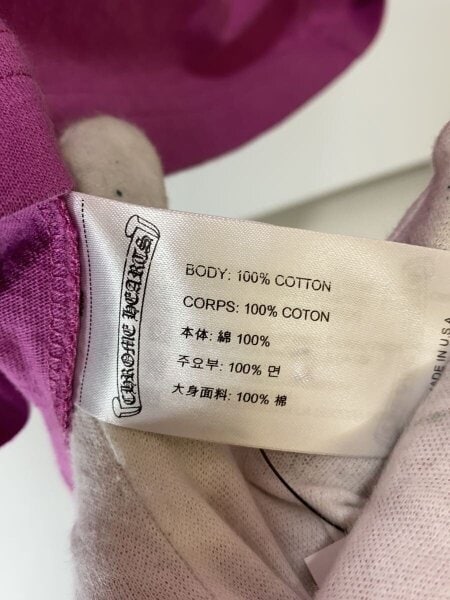 CHROME HEARTS
BODY: 100% COTTON
CORPS: 100% COTON
本体: 綿 100%
주요부: 100% 면
大身面料: 100% 棉
MADE IN U.S.A.